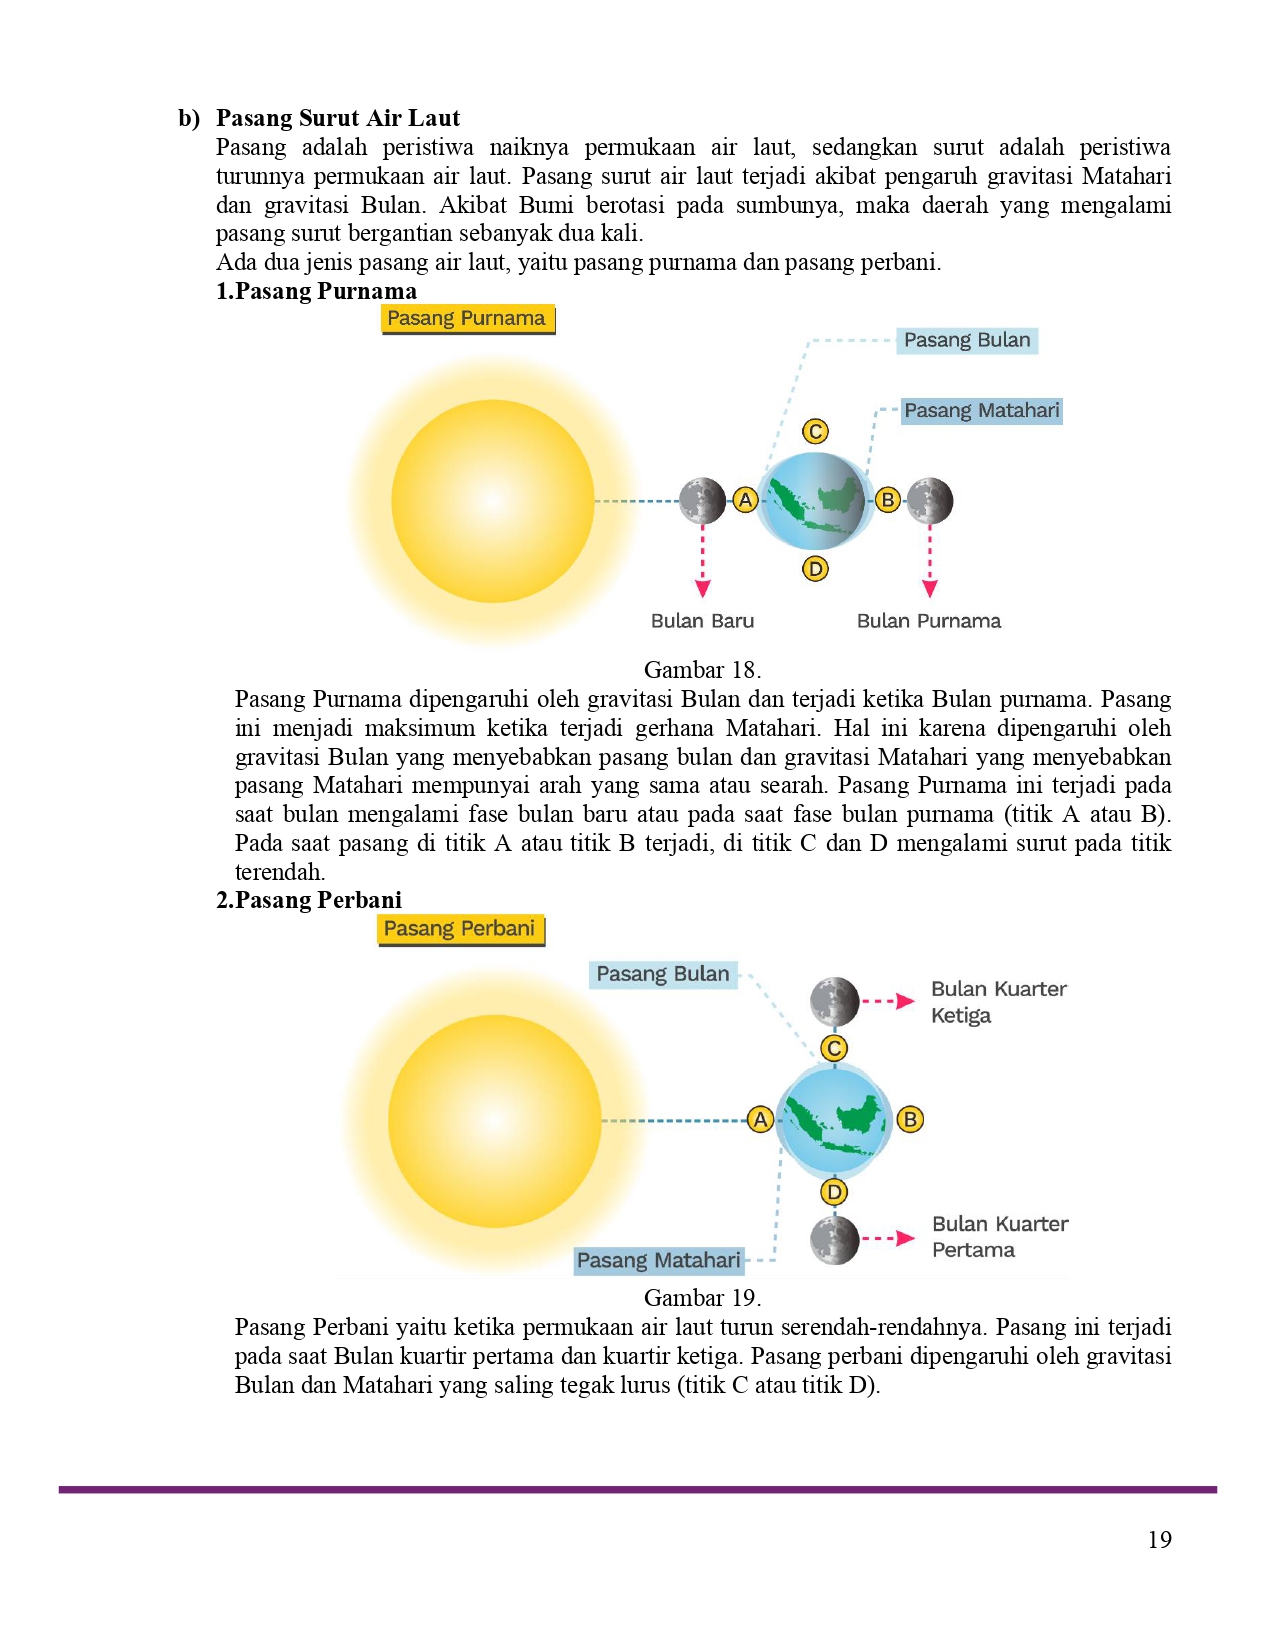 b) Pasang Surut Air Laut
Pasang adalah peristiwa naiknya permukaan air laut, sedangkan surut adalah peristiwa
turunnya permukaan air laut. Pasang surut air laut terjadi akibat pengaruh gravitasi Matahari
dan gravitasi Bulan. Akibat Bumi berotasi pada sumbunya, maka daerah yang mengalami
pasang surut bergantian sebanyak dua kali.
Ada dua jenis pasang air laut, yaitu pasang purnama dan pasang perbani.
1.Pasang Purnama
Pasang Purnama
Pasang Bulan
Pasang Matahari
C
A
B
D
Bulan Baru
Bulan Purnama
Gambar 18.
Pasang Purnama dipengaruhi oleh gravitasi Bulan dan terjadi ketika Bulan purnama. Pasang
ini menjadi maksimum ketika terjadi gerhana Matahari. Hal ini karena dipengaruhi oleh
gravitasi Bulan yang menyebabkan pasang bulan dan gravitasi Matahari yang menyebabkan
pasang Matahari mempunyai arah yang sama atau searah. Pasang Purnama ini terjadi pada
saat bulan mengalami fase bulan baru atau pada saat fase bulan purnama (titik A atau B).
Pada saat pasang di titik A atau titik B terjadi, di titik C dan D mengalami surut pada titik
terendah.
2.Pasang Perbani
Pasang Perbani
Pasang Bulan
Bulan Kuarter
Ketiga
C
A
B
D
Bulan Kuarter
Pertama
Pasang Matahari
Gambar 19.
Pasang Perbani yaitu ketika permukaan air laut turun serendah-rendahnya. Pasang ini terjadi
pada saat Bulan kuartir pertama dan kuartir ketiga. Pasang perbani dipengaruhi oleh gravitasi
Bulan dan Matahari yang saling tegak lurus (titik C atau titik D).
19